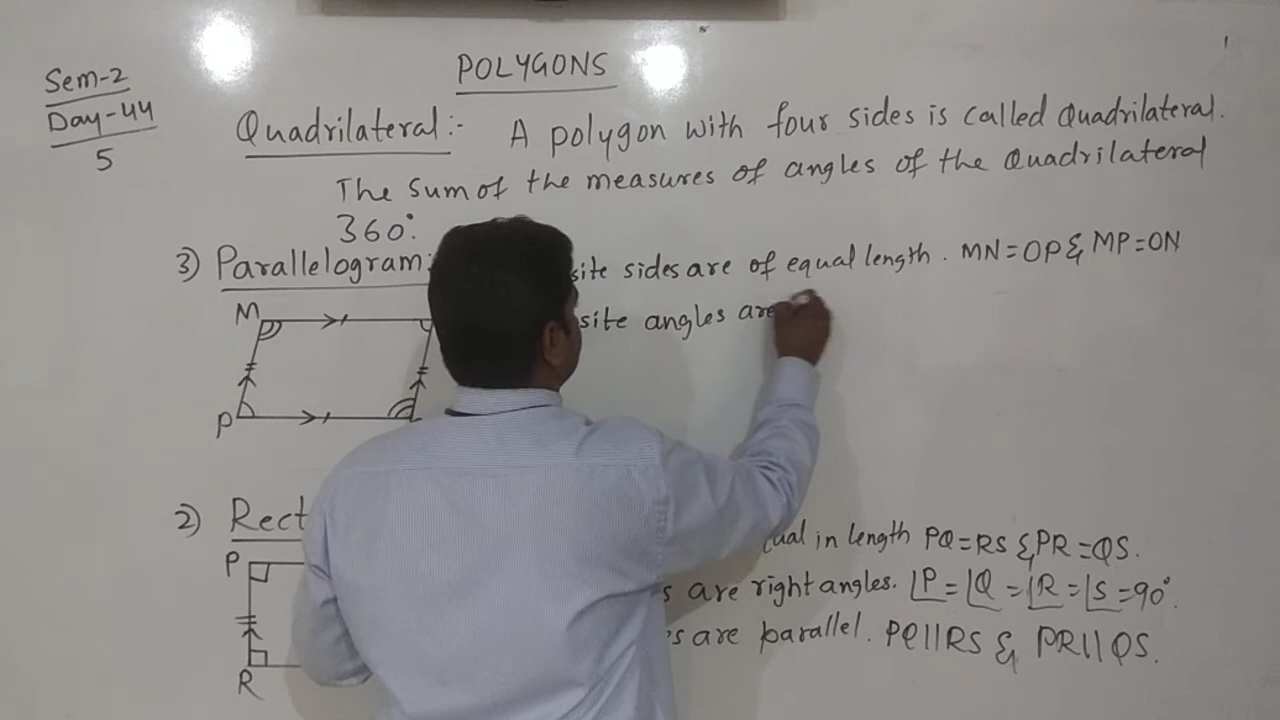 POLYGONS
Sem-2
Day-44
5
Quadrilateral:- A polygon with four sides is called Quadrilateral.
The sum of the measures of angles of the Quadrilateral
360°.
3) Parallelogram: site sides are of equal length. MN=OP & MP=ON
site angles are
M
P
2) Rect
ual in length PQ=RS & PR=QS.
P
s are right angles. ∠P=∠Q=∠R=∠S=90°.
s are parallel. PQ||RS & PR||QS.
R